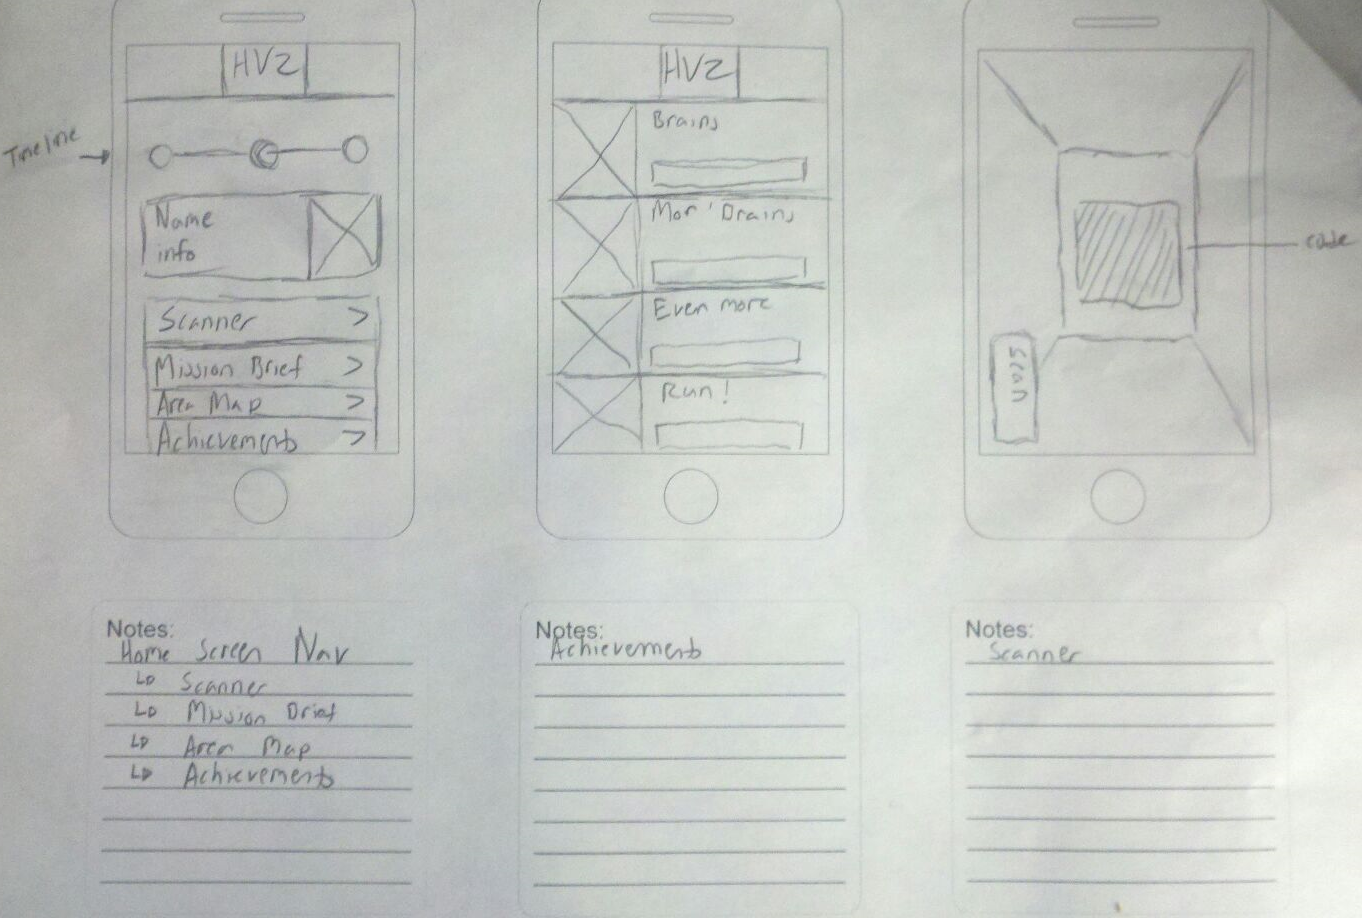 HVZ
Timeline
Name
info
Scanner >
Mission Brief >
Area Map >
Achievements >
HVZ
Brains
Mor' Brains
Even more
Run!
code
Scan
Notes:
Home Screen Nav
Scanner
Mission Brief
Area Map
Achievements
Notes:
Achievements
Notes:
Scanner